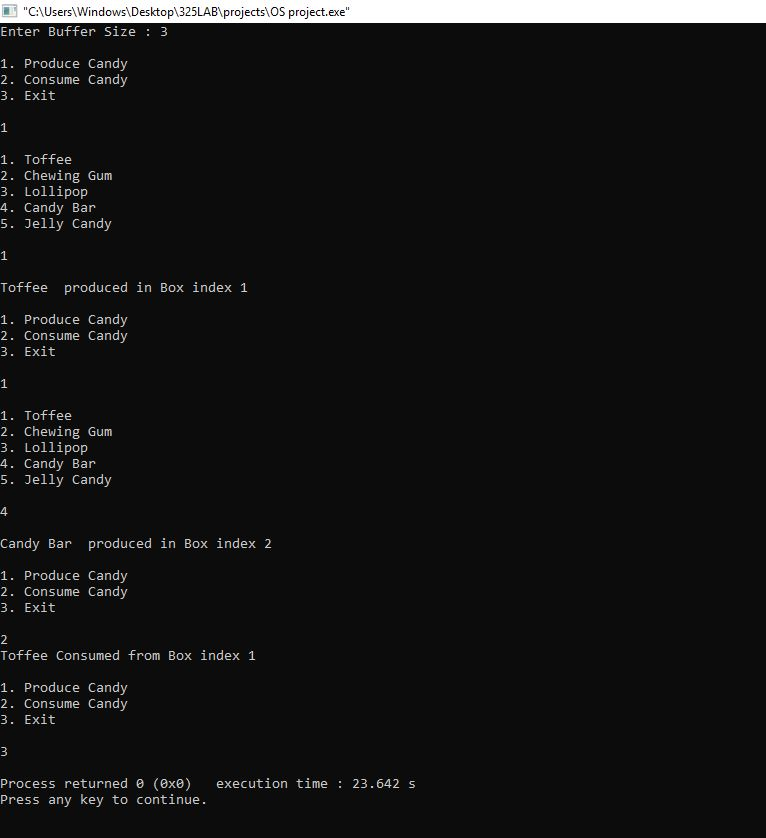 "C:\Users\Windows\Desktop\325LAB\projects\OS project.exe"
Enter Buffer Size : 3
1. Produce Candy
2. Consume Candy
3. Exit
1
1. Toffee
2. Chewing Gum
3. Lollipop
4. Candy Bar
5. Jelly Candy
1
Toffee  produced in Box index 1
1. Produce Candy
2. Consume Candy
3. Exit
1
1. Toffee
2. Chewing Gum
3. Lollipop
4. Candy Bar
5. Jelly Candy
4
Candy Bar  produced in Box index 2
1. Produce Candy
2. Consume Candy
3. Exit
2
Toffee Consumed from Box index 1
1. Produce Candy
2. Consume Candy
3. Exit
3
Process returned 0 (0x0)   execution time : 23.642 s
Press any key to continue.